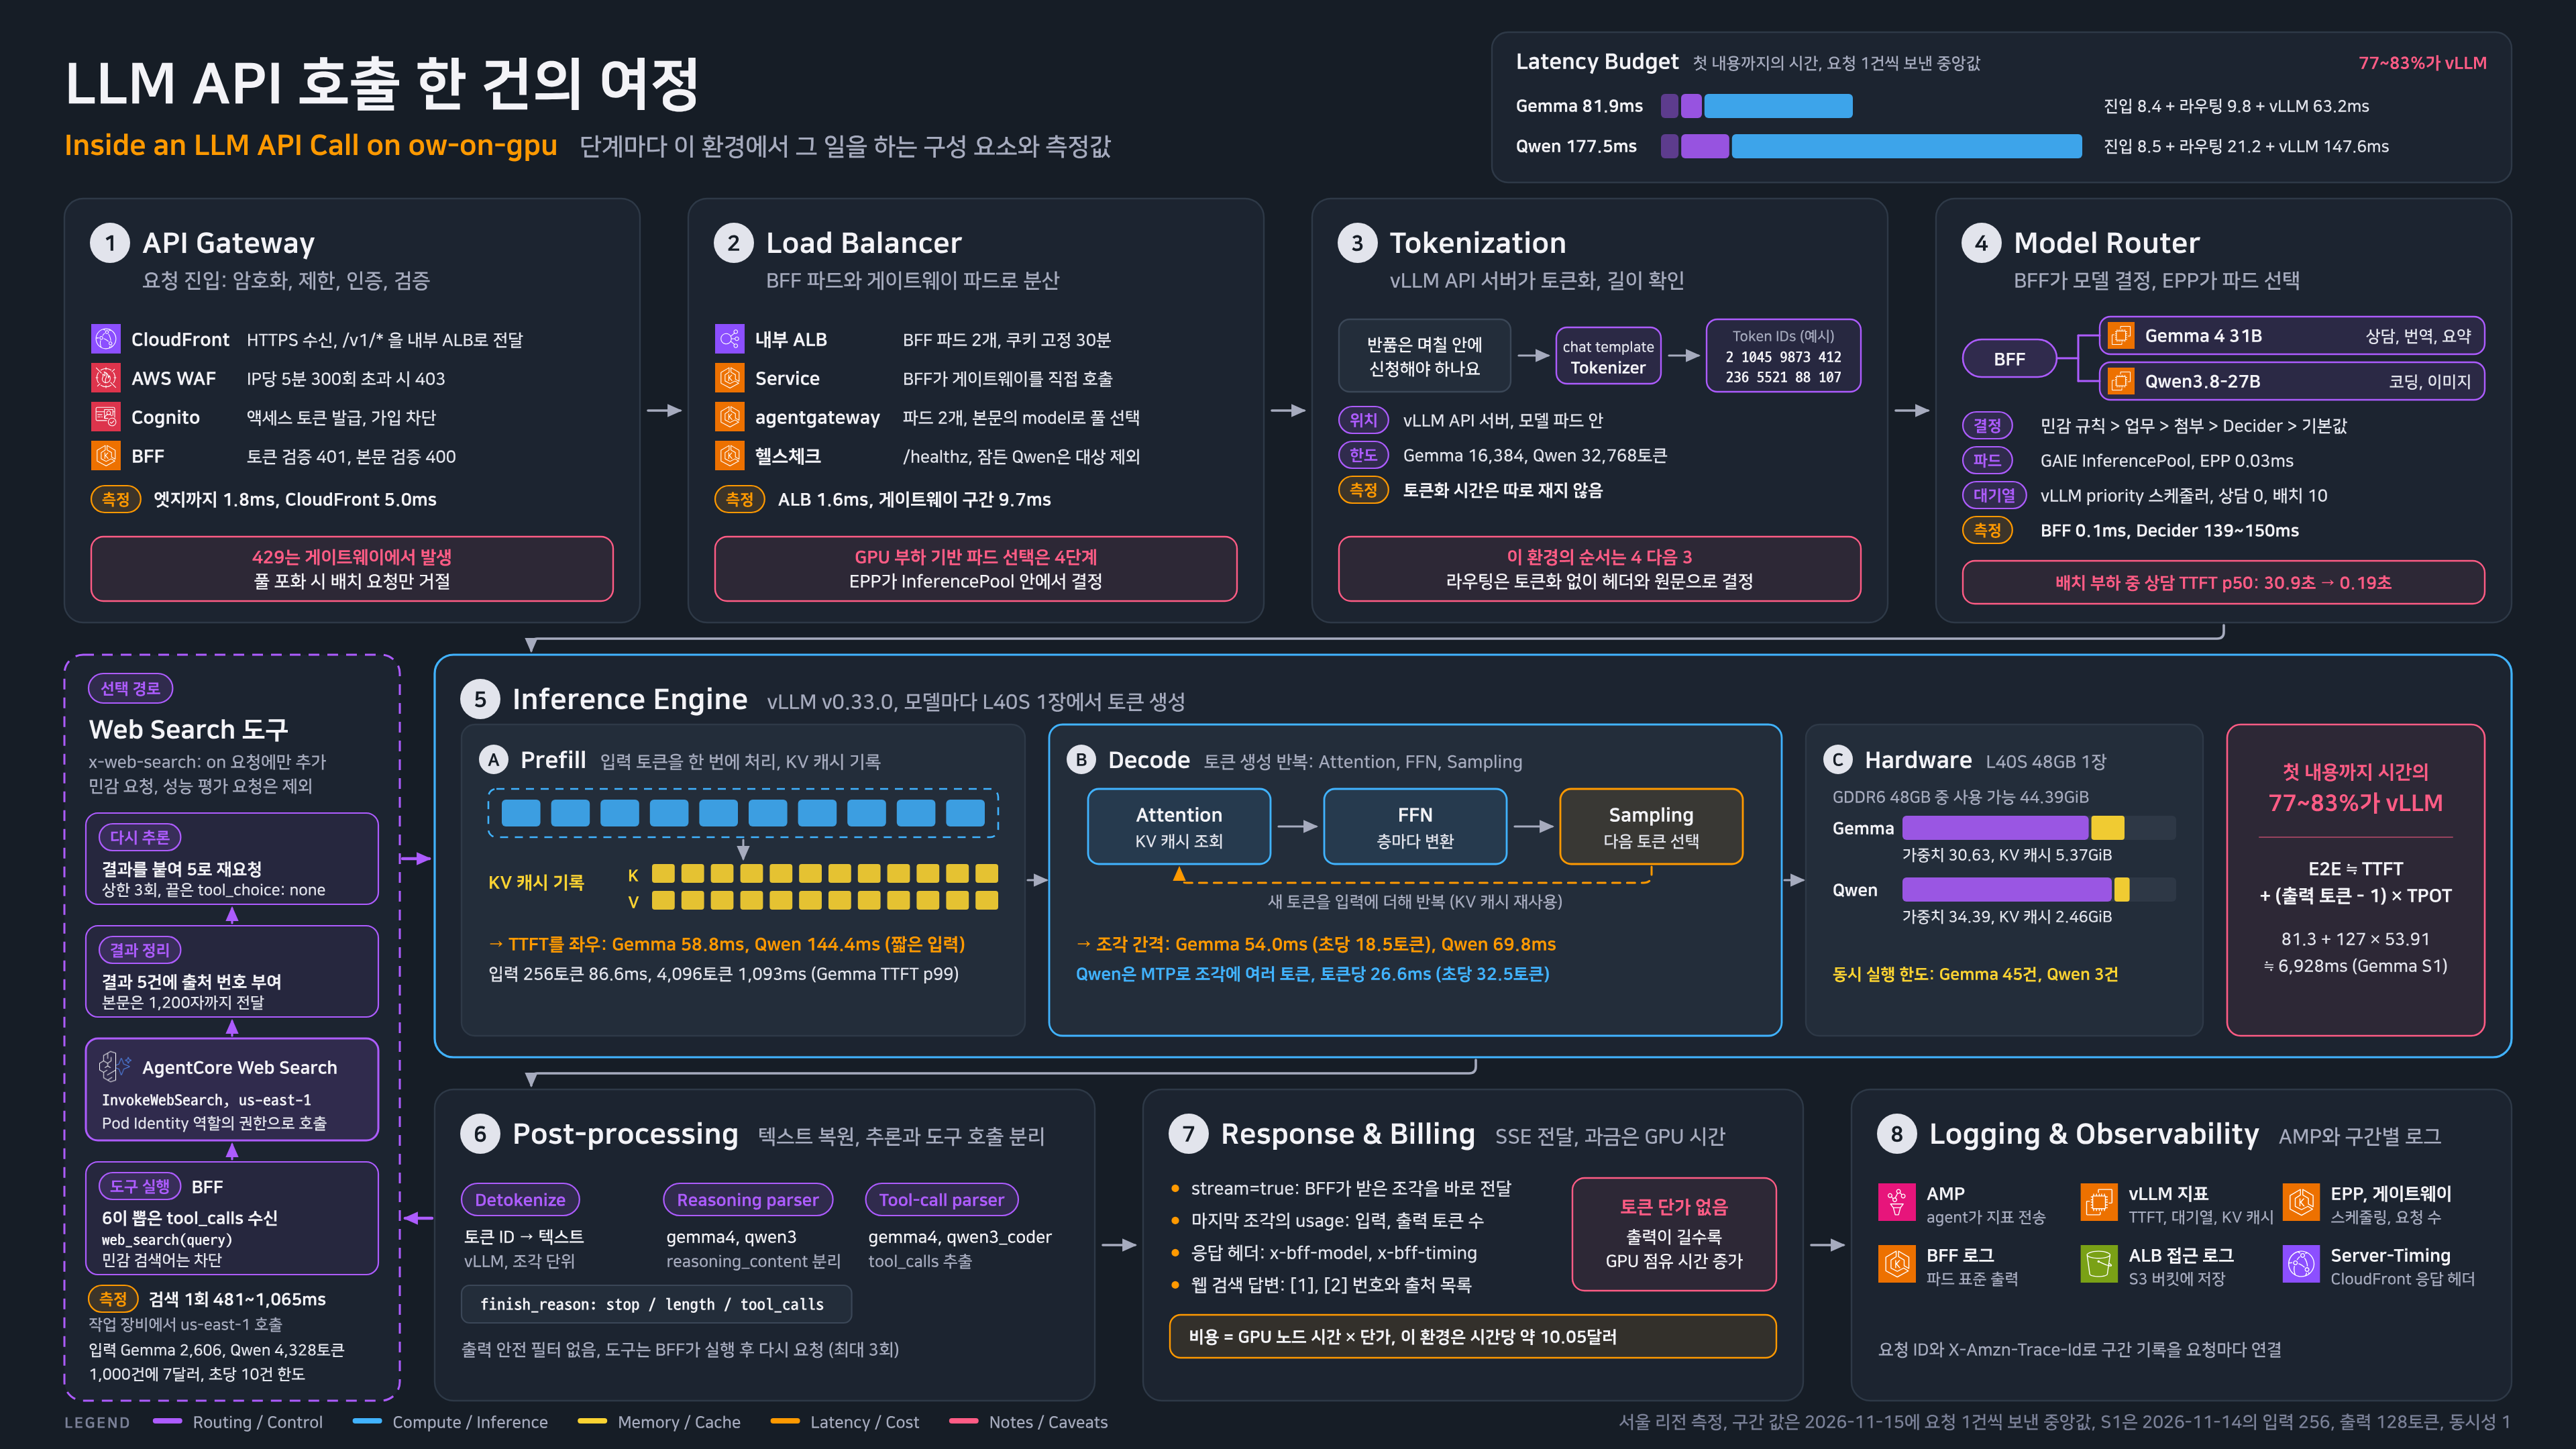 LLM API 호출 한 건의 여정
Inside an LLM API Call on ow-on-gpu 단계마다 이 환경에서 그 일을 하는 구성 요소와 측정값
Latency Budget 첫 내용까지의 시간, 요청 1건씩 보낸 중앙값 77~83%가 vLLM
Gemma 81.9ms 진입 8.4 + 라우팅 9.8 + vLLM 63.2ms
Qwen 177.5ms 진입 8.5 + 라우팅 21.2 + vLLM 147.6ms
1 API Gateway
요청 진입: 암호화, 제한, 인증, 검증
CloudFront HTTPS 수신, /v1/* 을 내부 ALB로 전달
AWS WAF IP당 5분 300회 초과 시 403
Cognito 액세스 토큰 발급, 가입 차단
BFF 토큰 검증 401, 본문 검증 400
측정 엣지까지 1.8ms, CloudFront 5.0ms
429는 게이트웨이에서 발생
풀 포화 시 배치 요청만 거절
2 Load Balancer
BFF 파드와 게이트웨이 파드로 분산
내부 ALB BFF 파드 2개, 쿠키 고정 30분
Service BFF가 게이트웨이를 직접 호출
agentgateway 파드 2개, 본문의 model로 풀 선택
헬스체크 /healthz, 잠든 Qwen은 대상 제외
측정 ALB 1.6ms, 게이트웨이 구간 9.7ms
GPU 부하 기반 파드 선택은 4단계
EPP가 InferencePool 안에서 결정
3 Tokenization
vLLM API 서버가 토큰화, 길이 확인
반품은 며칠 안에
신청해야 하나요
chat template
Tokenizer
Token IDs (예시)
2 1045 9873 412
236 5521 88 107
위치 vLLM API 서버, 모델 파드 안
한도 Gemma 16,384, Qwen 32,768토큰
측정 토큰화 시간은 따로 재지 않음
이 환경의 순서는 4 다음 3
라우팅은 토큰화 없이 헤더와 원문으로 결정
4 Model Router
BFF가 모델 결정, EPP가 파드 선택
BFF
Gemma 4 31B 상담, 번역, 요약
Qwen3.8-27B 코딩, 이미지
결정 민감 규칙 > 업무 > 첨부 > Decider > 기본값
파드 GAIE InferencePool, EPP 0.03ms
대기열 vLLM priority 스케줄러, 상담 0, 배치 10
측정 BFF 0.1ms, Decider 139~150ms
배치 부하 중 상담 TTFT p50: 30.9초 → 0.19초
선택 경로
Web Search 도구
x-web-search: on 요청에만 추가
민감 요청, 성능 평가 요청은 제외
다시 추론
결과를 붙여 5로 재요청
상한 3회, 끝은 tool_choice: none
결과 정리
결과 5건에 출처 번호 부여
본문은 1,200자까지 전달
AgentCore Web Search
InvokeWebSearch, us-east-1
Pod Identity 역할의 권한으로 호출
도구 실행 BFF
6이 뽑은 tool_calls 수신
web_search(query)
민감 검색어는 차단
측정 검색 1회 481~1,065ms
작업 장비에서 us-east-1 호출
입력 Gemma 2,606, Qwen 4,328토큰
1,000건에 7달러, 초당 10건 한도
5 Inference Engine vLLM v0.33.0, 모델마다 L40S 1장에서 토큰 생성
A Prefill 입력 토큰을 한 번에 처리, KV 캐시 기록
KV 캐시 기록
K
V
→ TTFT를 좌우: Gemma 58.8ms, Qwen 144.4ms (짧은 입력)
입력 256토큰 86.6ms, 4,096토큰 1,093ms (Gemma TTFT p99)
B Decode 토큰 생성 반복: Attention, FFN, Sampling
Attention
KV 캐시 조회
FFN
층마다 변환
Sampling
다음 토큰 선택
새 토큰을 입력에 더해 반복 (KV 캐시 재사용)
→ 조각 간격: Gemma 54.0ms (초당 18.5토큰), Qwen 69.8ms
Qwen은 MTP로 조각에 여러 토큰, 토큰당 26.6ms (초당 32.5토큰)
C Hardware L40S 48GB 1장
GDDR6 48GB 중 사용 가능 44.39GiB
Gemma
가중치 30.63, KV 캐시 5.37GiB
Qwen
가중치 34.39, KV 캐시 2.46GiB
동시 실행 한도: Gemma 45건, Qwen 3건
첫 내용까지 시간의
77~83%가 vLLM
E2E ≒ TTFT
+ (출력 토큰 - 1) × TPOT
81.3 + 127 × 53.91
≒ 6,928ms (Gemma S1)
6 Post-processing 텍스트 복원, 추론과 도구 호출 분리
Detokenize
토큰 ID → 텍스트
vLLM, 조각 단위
Reasoning parser
gemma4, qwen3
reasoning_content 분리
Tool-call parser
gemma4, qwen3_coder
tool_calls 추출
finish_reason: stop / length / tool_calls
출력 안전 필터 없음, 도구는 BFF가 실행 후 다시 요청 (최대 3회)
7 Response & Billing SSE 전달, 과금은 GPU 시간
• stream=true: BFF가 받은 조각을 바로 전달
• 마지막 조각의 usage: 입력, 출력 토큰 수
• 응답 헤더: x-bff-model, x-bff-timing
• 웹 검색 답변: [1], [2] 번호와 출처 목록
토큰 단가 없음
출력이 길수록
GPU 점유 시간 증가
비용 = GPU 노드 시간 × 단가, 이 환경은 시간당 약 10.05달러
8 Logging & Observability AMP와 구간별 로그
AMP
agent가 지표 전송
vLLM 지표
TTFT, 대기열, KV 캐시
EPP, 게이트웨이
스케줄링, 요청 수
BFF 로그
파드 표준 출력
ALB 접근 로그
S3 버킷에 저장
Server-Timing
CloudFront 응답 헤더
요청 ID와 X-Amzn-Trace-Id로 구간 기록을 요청마다 연결
LEGEND Routing / Control Compute / Inference Memory / Cache Latency / Cost Notes / Caveats
서울 리전 측정, 구간 값은 2026-11-15에 요청 1건씩 보낸 중앙값, S1은 2026-11-14의 입력 256, 출력 128토큰, 동시성 1